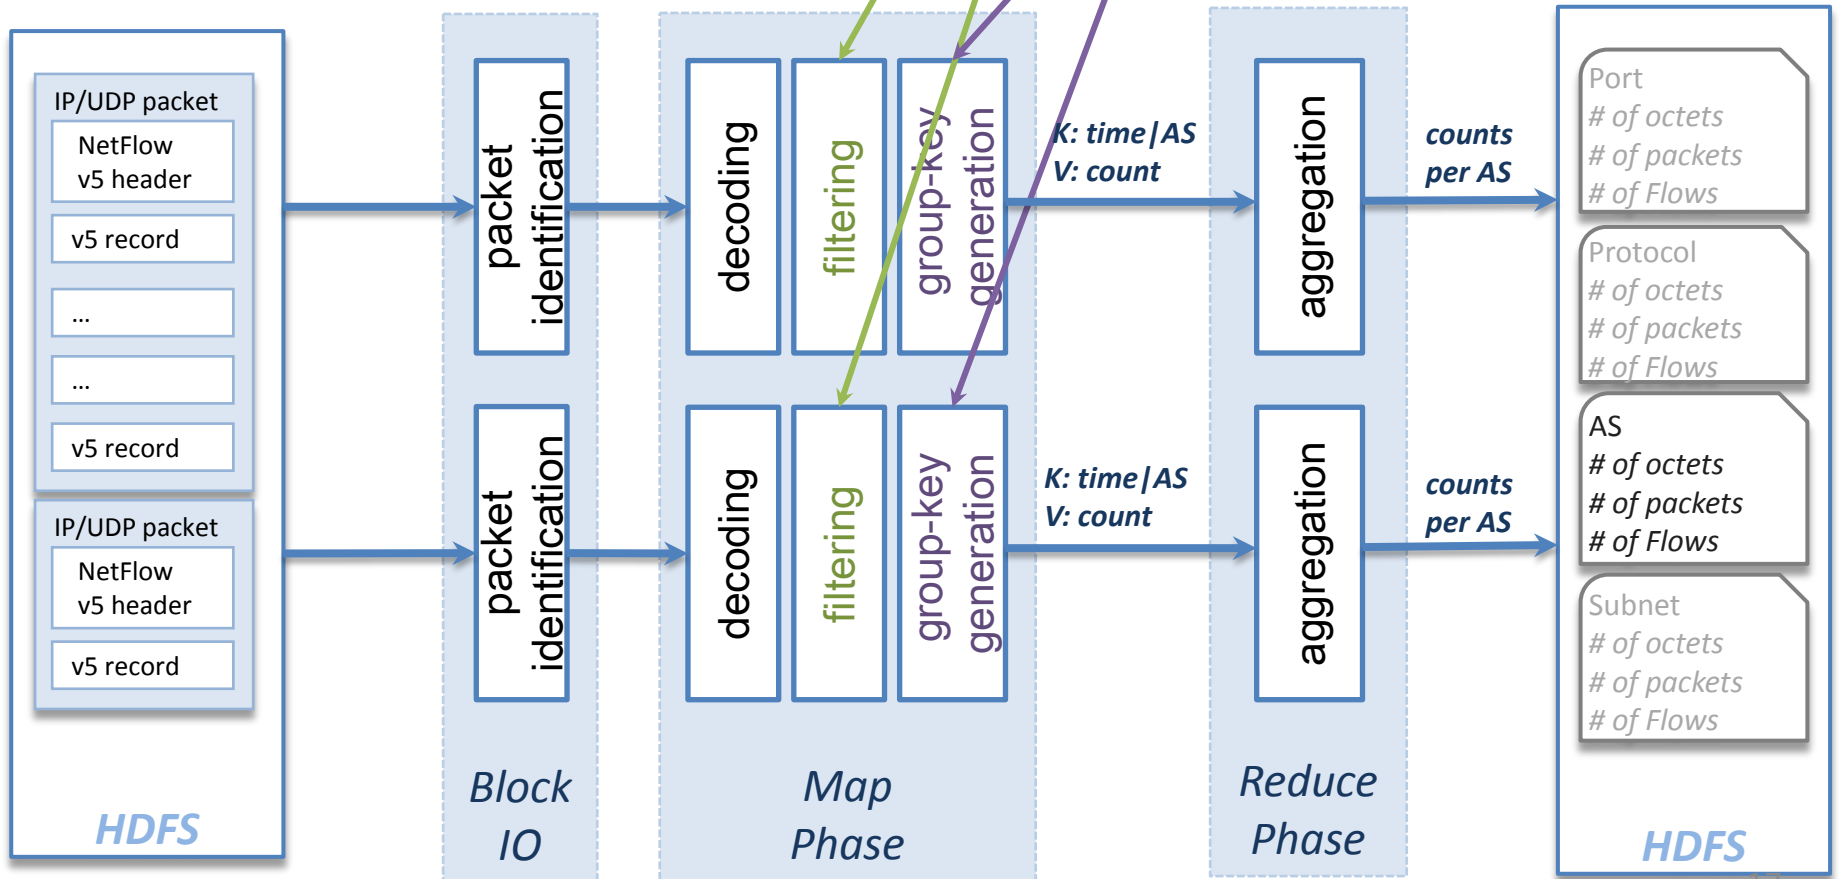 IP/UDP packet
NetFlow
v5 header
v5 record
...
...
v5 record
IP/UDP packet
NetFlow
v5 header
v5 record
HDFS
packet
identification
packet
identification
Block
IO
decoding
filtering
group-key
generation
decoding
filtering
group-key
generation
Map
Phase
K: time|AS
V: count
K: time|AS
V: count
aggregation
aggregation
Reduce
Phase
counts
per AS
counts
per AS
Port
# of octets
# of packets
# of Flows
Protocol
# of octets
# of packets
# of Flows
AS
# of octets
# of packets
# of Flows
Subnet
# of octets
# of packets
# of Flows
HDFS